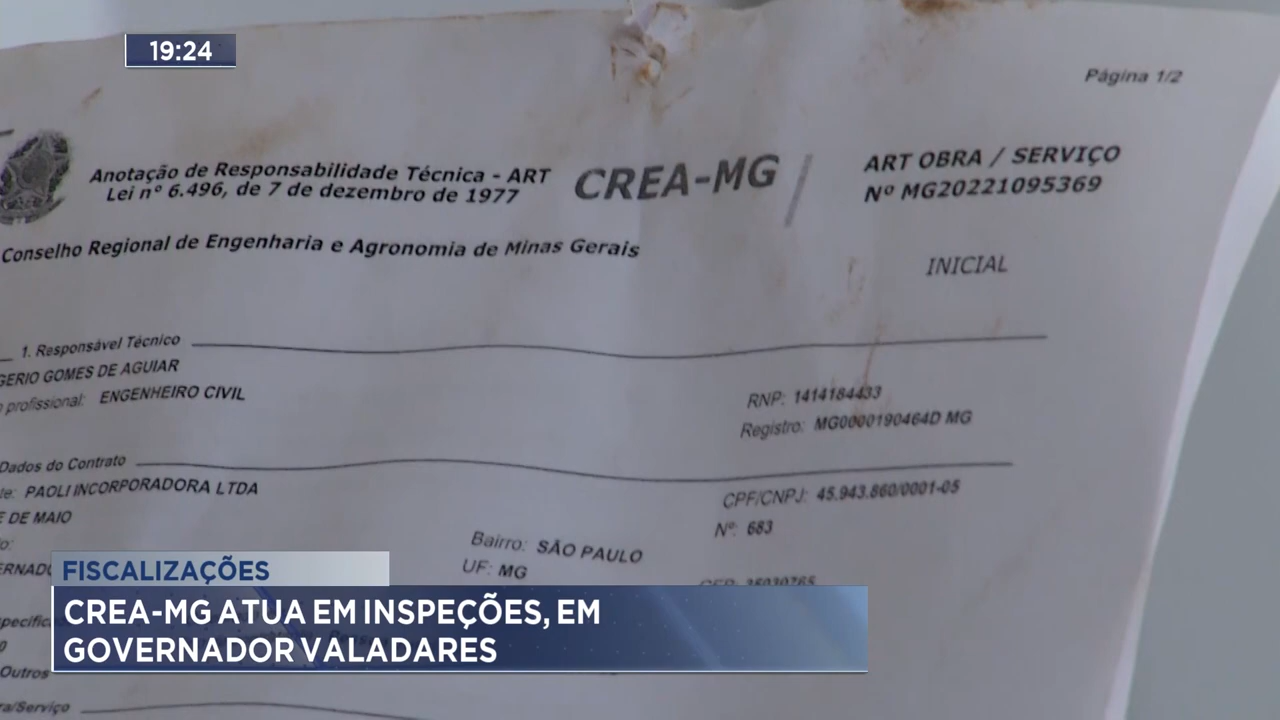 19:24
Página 1/2
Anotação de Responsabilidade Técnica - ART
Lei nº 6.496, de 7 de dezembro de 1977
CREA-MG
ART OBRA / SERVIÇO
Nº MG20221095369
Conselho Regional de Engenharia e Agronomia de Minas Gerais
INICIAL
1. Responsável Técnico
GOMES DE AGUIAR
profissional: ENGENHEIRO CIVIL
RNP: 1414184433
Registro: MG0000190464D MG
Dados do Contrato
PAOLI INCORPORADORA LTDA
CPF/CNPJ: 45.943.860/0001-05
DE MAIO
Nº: 683
Bairro: SÃO PAULO
UF: MG
FISCALIZAÇÕES
CREA-MG ATUA EM INSPEÇÕES, EM
GOVERNADOR VALADARES
Outros